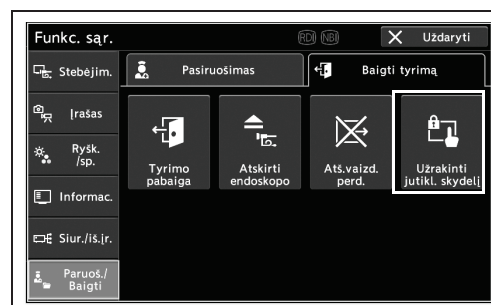 Funkc. sąr.
RDI NBI
Uždaryti
Stebėjim.
Pasiruošimas
Baigti tyrimą
Įrašas
Ryšk.
/sp.
Informac.
Siur./iš.įr.
Paruoš./
Baigti
Tyrimo
pabaiga
Atskirti
endoskopo
Atš.vaizd.
perd.
Užrakinti
jutikl. skydelį